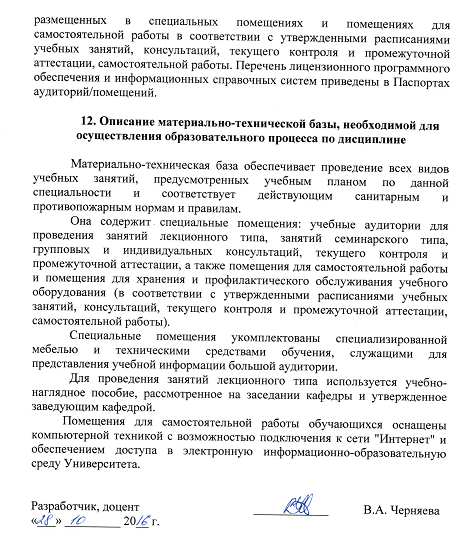 размещенных в специальных помещениях и помещениях для
самостоятельной работы в соответствии с утвержденными расписаниями
учебных занятий, консультаций, текущего контроля и промежуточной
аттестации, самостоятельной работы. Перечень лицензионного программного
обеспечения и информационных справочных систем приведены в Паспортах
аудиторий/помещений.
12. Описание материально-технической базы, необходимой для
осуществления образовательного процесса по дисциплине
Материально-техническая база обеспечивает проведение всех видов
учебных занятий, предусмотренных учебным планом по данной
специальности и соответствует действующим санитарным и
противопожарным нормам и правилам.
Она содержит специальные помещения: учебные аудитории для
проведения занятий лекционного типа, занятий семинарского типа,
групповых и индивидуальных консультаций, текущего контроля и
промежуточной аттестации, а также помещения для самостоятельной работы
и помещения для хранения и профилактического обслуживания учебного
оборудования (в соответствии с утвержденными расписаниями учебных
занятий, консультаций, текущего контроля и промежуточной аттестации,
самостоятельной работы).
Специальные помещения укомплектованы специализированной
мебелью и техническими средствами обучения, служащими для
представления учебной информации большой аудитории.
Для проведения занятий лекционного типа используется учебно-
наглядное пособие, рассмотренное на заседании кафедры и утвержденное
заведующим кафедрой.
Помещения для самостоятельной работы обучающихся оснащены
компьютерной техникой с возможностью подключения к сети "Интернет" и
обеспечением доступа в электронную информационно-образовательную
среду Университета.
Разработчик, доцент В.А. Черняева
«28» 10 2016 г.